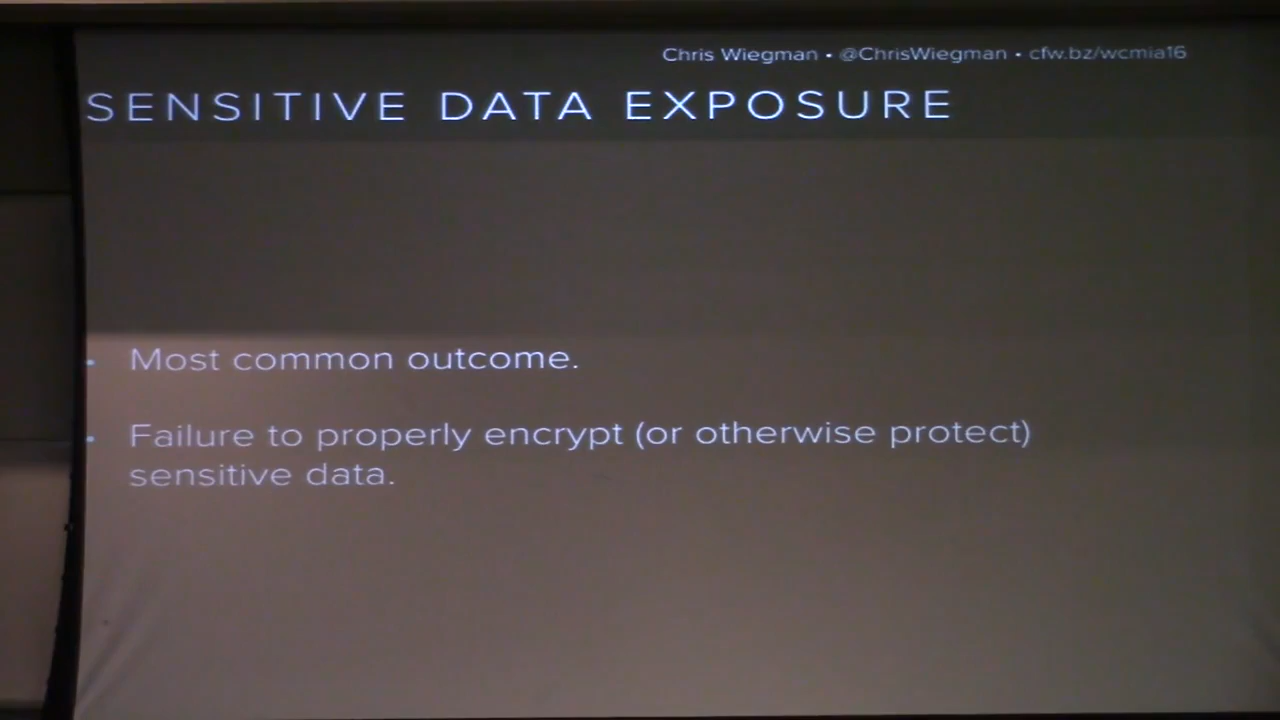 Chris Wiegman • @ChrisWiegman • cfw.bz/wcmia16
SENSITIVE DATA EXPOSURE
• Most common outcome.
• Failure to properly encrypt (or otherwise protect)
sensitive data.